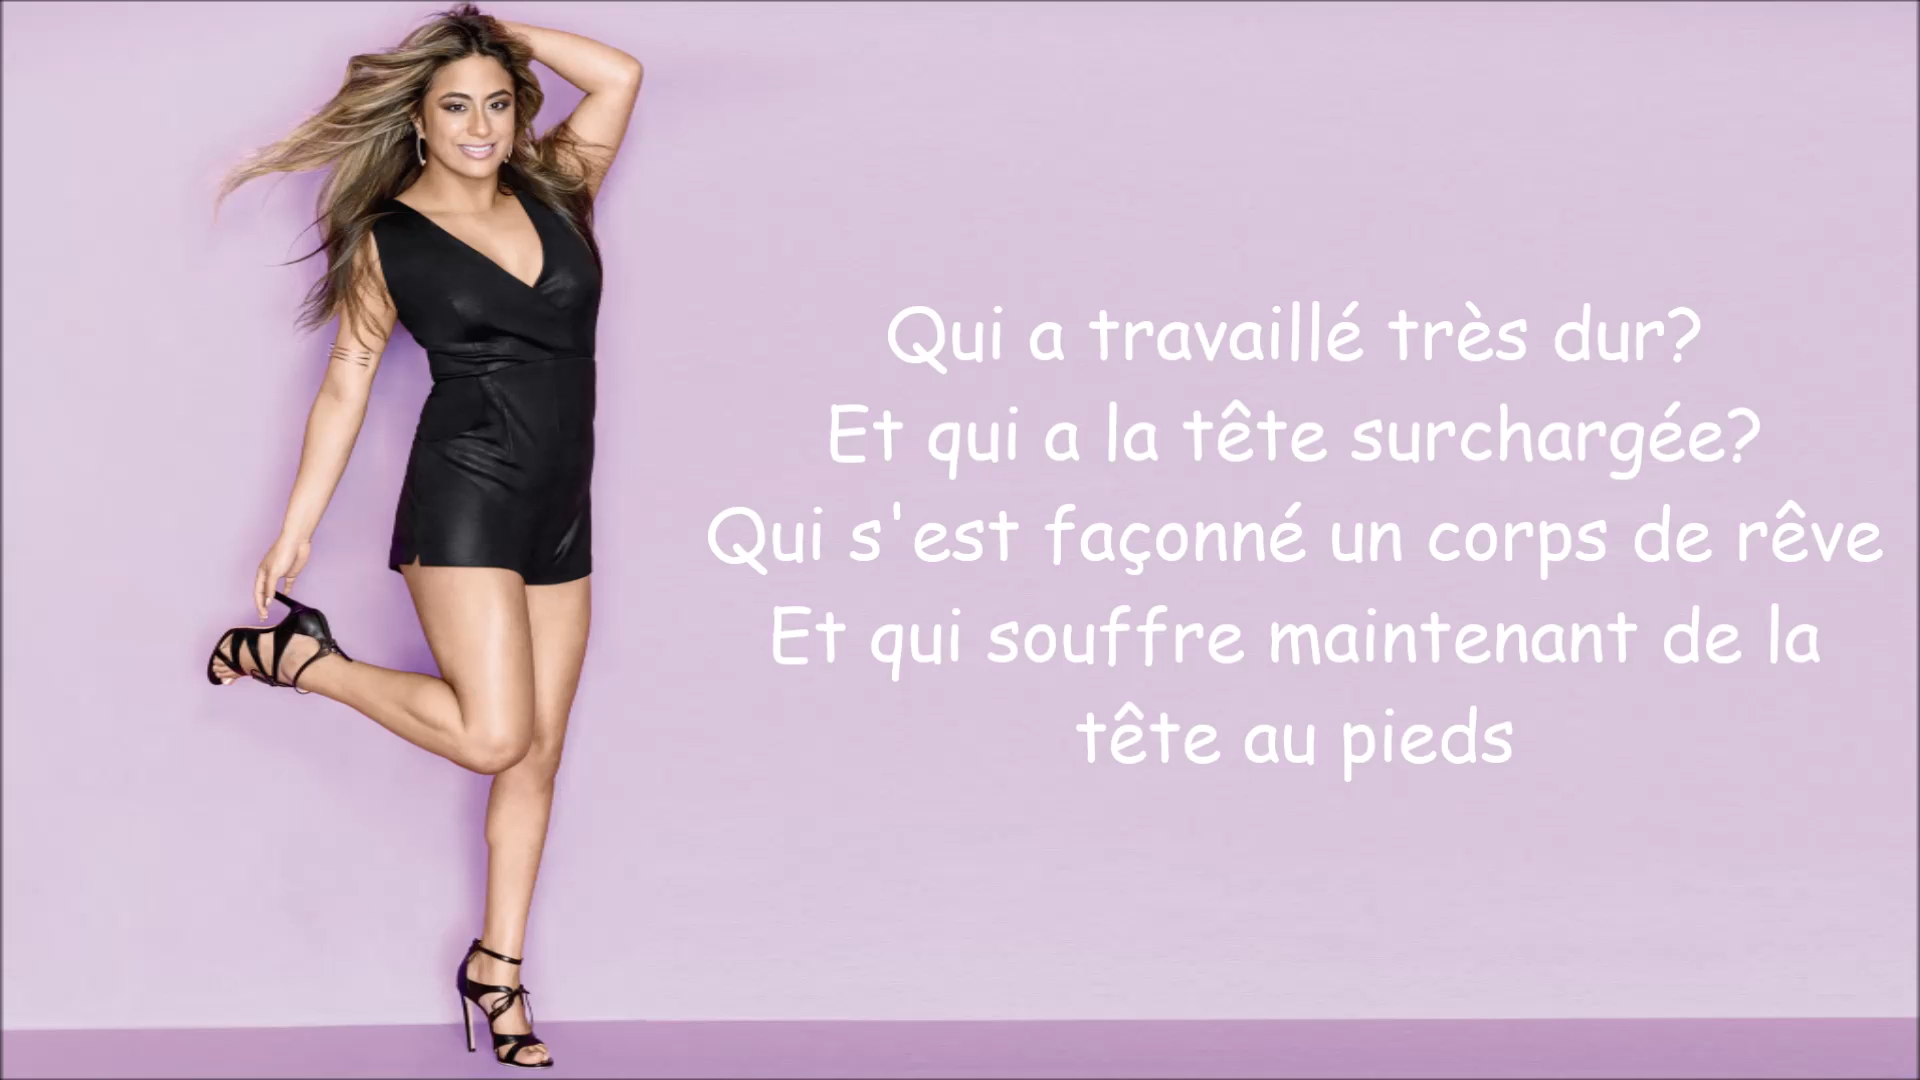 Qui a travaillé très dur?
Et qui a la tête surchargée?
Qui s'est façonné un corps de rêve
Et qui souffre maintenant de la
tête au pieds